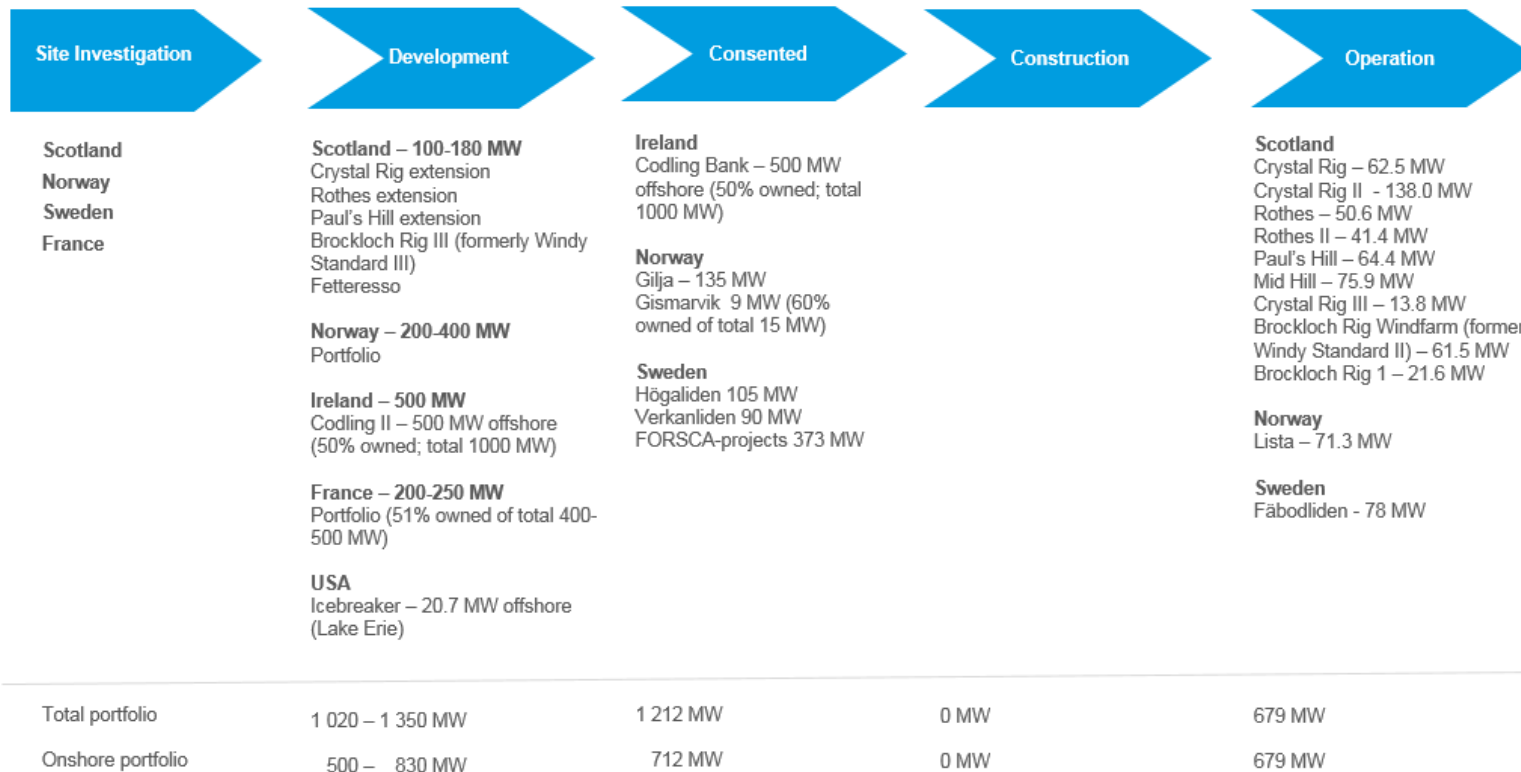 Site Investigation
Development
Consented
Construction
Operation
Scotland
Norway
Sweden
France
Scotland – 100-180 MW
Crystal Rig extension
Rothes extension
Paul's Hill extension
Brockloch Rig III (formerly Windy
Standard III)
Fetteresso
Norway – 200-400 MW
Portfolio
Ireland – 500 MW
Codling II – 500 MW offshore
(50% owned; total 1000 MW)
France – 200-250 MW
Portfolio (51% owned of total 400-
500 MW)
USA
Icebreaker – 20.7 MW offshore
(Lake Erie)
Ireland
Codling Bank – 500 MW
offshore (50% owned; total
1000 MW)
Norway
Gilja – 135 MW
Gismarvik 9 MW (60%
owned of total 15 MW)
Sweden
Högaliden 105 MW
Verkanliden 90 MW
FORSCA-projects 373 MW
Scotland
Crystal Rig – 62.5 MW
Crystal Rig II - 138.0 MW
Rothes – 50.6 MW
Rothes II – 41.4 MW
Paul's Hill – 64.4 MW
Mid Hill – 75.9 MW
Crystal Rig III – 13.8 MW
Brockloch Rig Windfarm (former
Windy Standard II) – 61.5 MW
Brockloch Rig 1 – 21.6 MW
Norway
Lista – 71.3 MW
Sweden
Fäbodliden - 78 MW
Total portfolio 1 020 – 1 350 MW 1 212 MW 0 MW 679 MW
Onshore portfolio 500 – 830 MW 712 MW 0 MW 679 MW